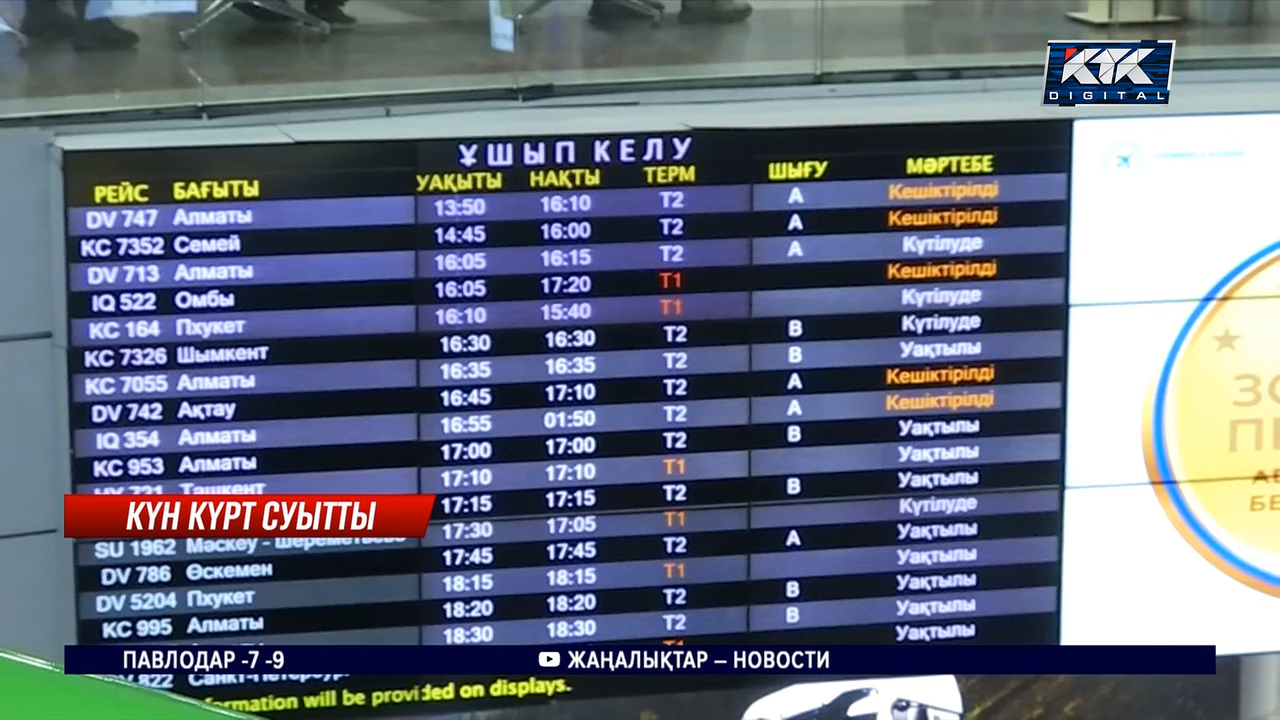 КТК
DIGITAL
ҰШЫП КЕЛУ
РЕЙС БАҒЫТЫ УАҚЫТЫ НАҚТЫ ТЕРМ ШЫҒУ МӘРТЕБЕ
DV 747 Алматы 13:50 16:10 T2 A Кешіктірілді
KC 7352 Семей 14:45 16:00 T2 A Кешіктірілді
DV 713 Алматы 16:05 16:15 T2 A Күтілуде
IQ 522 Омбы 16:05 17:20 T1 Кешіктірілді
KC 164 Пхукет 16:10 15:40 T1 Күтілуде
KC 7326 Шымкент 16:30 16:30 T2 B Күтілуде
KC 7055 Алматы 16:35 16:35 T2 B Уақтылы
DV 742 Ақтау 16:45 17:10 T2 A Кешіктірілді
IQ 354 Алматы 16:55 01:50 T2 A Кешіктірілді
KC 953 Алматы 17:00 17:00 T2 B Уақтылы
HY 721 Ташкент 17:10 17:10 T1 Уақтылы
17:15 17:15 T2 B Уақтылы
SU 1962 Мәскеу - Шереметьево 17:30 17:05 T1 Күтілуде
DV 786 Өскемен 17:45 17:45 T2 A Уақтылы
DV 5204 Пхукет 18:15 18:15 T1 Уақтылы
KC 995 Алматы 18:20 18:20 T2 B Уақтылы
18:30 18:30 T2 B Уақтылы
822 T1 Уақтылы
will be provided on displays.
КҮН КҮРТ СУЫТТЫ
ПАВЛОДАР -7 -9
ЖАҢАЛЫҚТАР – НОВОСТИ